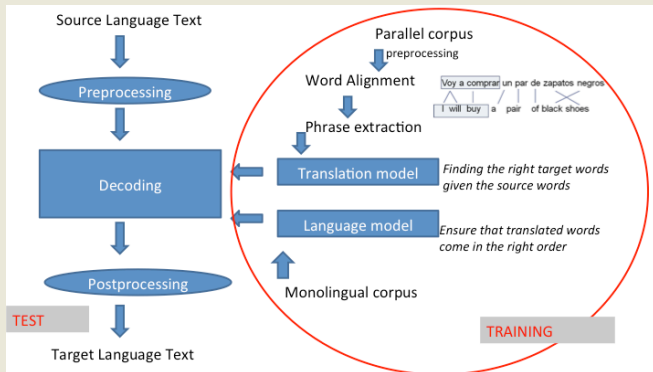 Source Language Text
Preprocessing
Decoding
Postprocessing
TEST
Target Language Text
Parallel corpus
preprocessing
Word Alignment
Voy a comprar un par de zapatos negros
I will buy a pair of black shoes
Phrase extraction
Translation model
Finding the right target words
given the source words
Language model
Ensure that translated words
come in the right order
Monolingual corpus
TRAINING